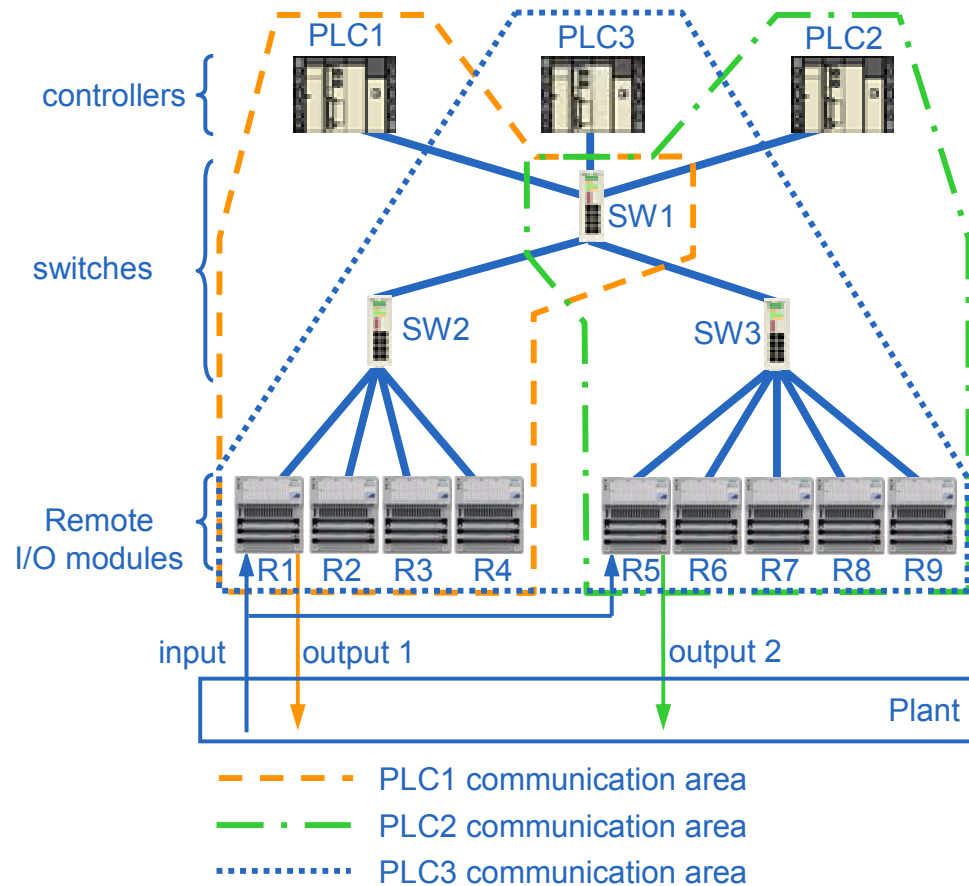 PLC1
PLC3
PLC2
controllers
SW1
switches
SW2
SW3
Remote
I/O modules
R1 R2 R3 R4 R5 R6 R7 R8 R9
input
output 1
output 2
Plant
PLC1 communication area
PLC2 communication area
PLC3 communication area